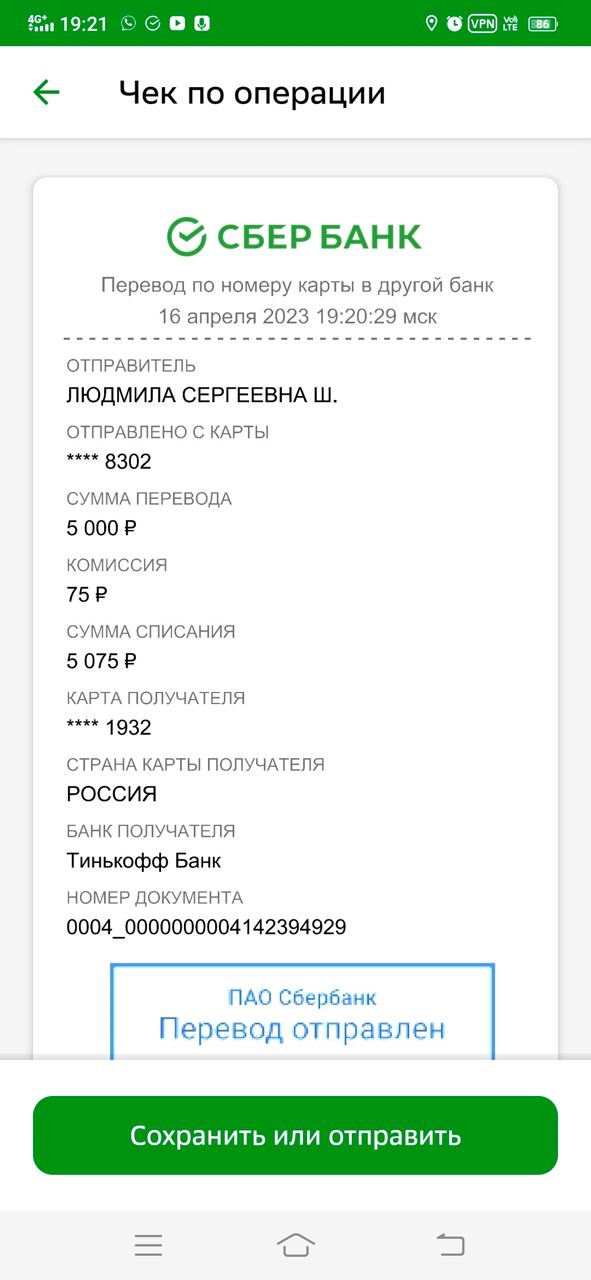 4G+ 19:21 VPN Vo)) LTE 86
Чек по операции
СБЕР БАНК
Перевод по номеру карты в другой банк
16 апреля 2023 19:20:29 мск
ОТПРАВИТЕЛЬ
ЛЮДМИЛА СЕРГЕЕВНА Ш.
ОТПРАВЛЕНО С КАРТЫ
**** 8302
СУММА ПЕРЕВОДА
5 000 ₽
КОМИССИЯ
75 ₽
СУММА СПИСАНИЯ
5 075 ₽
КАРТА ПОЛУЧАТЕЛЯ
**** 1932
СТРАНА КАРТЫ ПОЛУЧАТЕЛЯ
РОССИЯ
БАНК ПОЛУЧАТЕЛЯ
Тинькофф Банк
НОМЕР ДОКУМЕНТА
0004_0000000004142394929
ПАО Сбербанк
Перевод отправлен
Сохранить или отправить